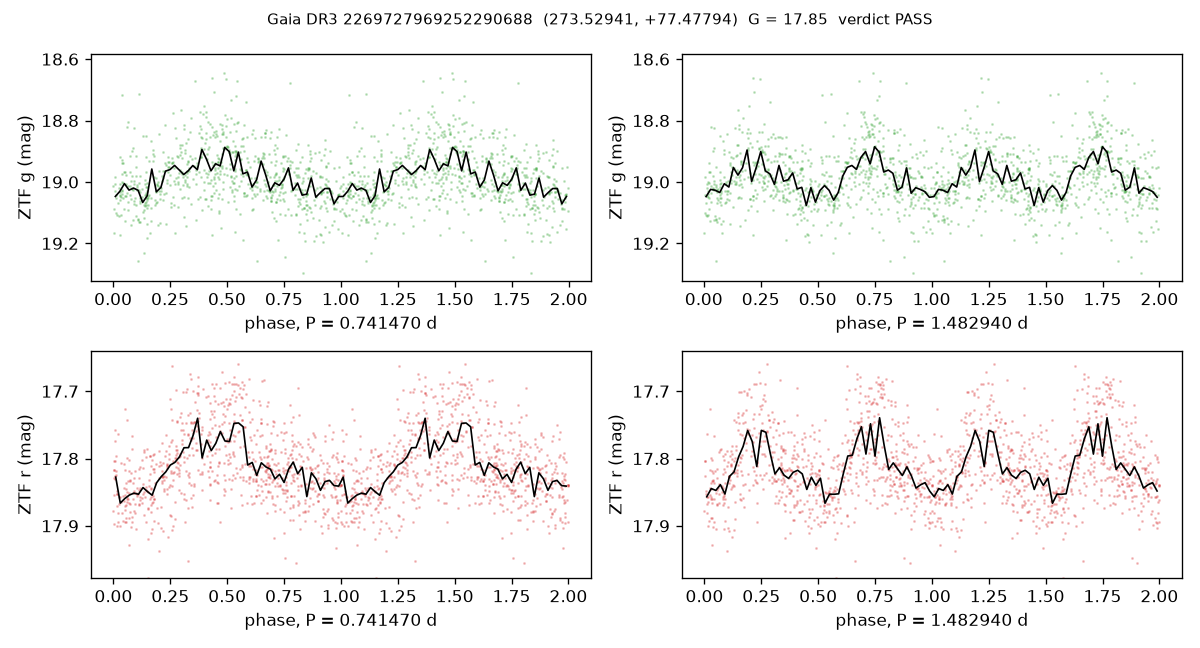 Gaia DR3 2269727969252290688  (273.52941, +77.47794)  G = 17.85  verdict PASS
ZTF g (mag)
18.6
18.8
19.0
19.2
0.00 0.25 0.50 0.75 1.00 1.25 1.50 1.75 2.00
phase, P = 0.741470 d
ZTF g (mag)
18.6
18.8
19.0
19.2
0.00 0.25 0.50 0.75 1.00 1.25 1.50 1.75 2.00
phase, P = 1.482940 d
ZTF r (mag)
17.7
17.8
17.9
0.00 0.25 0.50 0.75 1.00 1.25 1.50 1.75 2.00
phase, P = 0.741470 d
ZTF r (mag)
17.7
17.8
17.9
0.00 0.25 0.50 0.75 1.00 1.25 1.50 1.75 2.00
phase, P = 1.482940 d